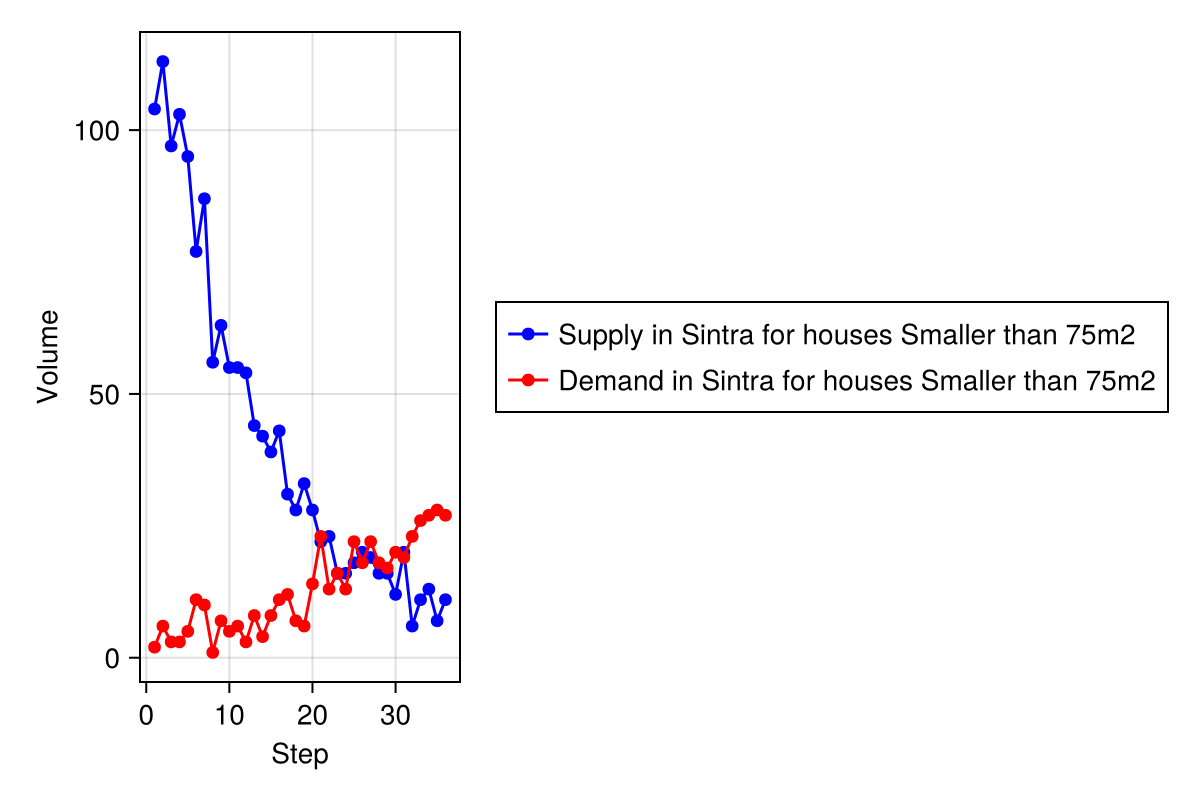 Volume
100
50
0
0 10 20 30
Step
Supply in Sintra for houses Smaller than 75m2
Demand in Sintra for houses Smaller than 75m2